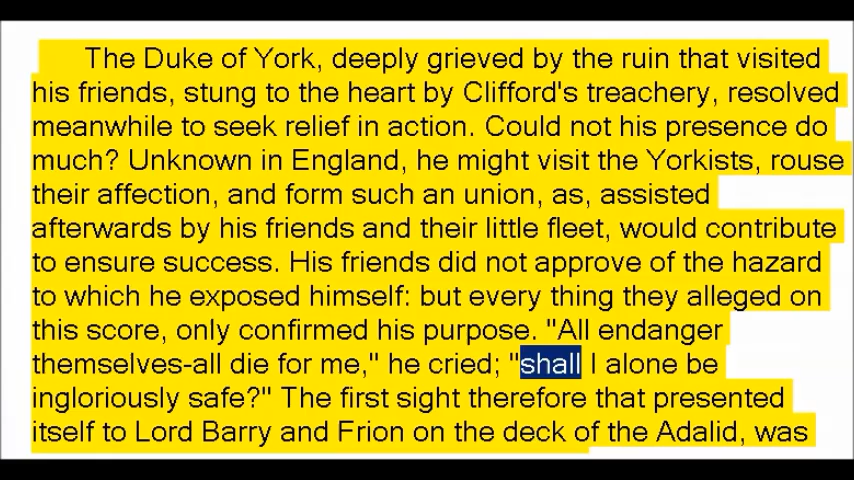 The Duke of York, deeply grieved by the ruin that visited
his friends, stung to the heart by Clifford's treachery, resolved
meanwhile to seek relief in action. Could not his presence do
much? Unknown in England, he might visit the Yorkists, rouse
their affection, and form such an union, as, assisted
afterwards by his friends and their little fleet, would contribute
to ensure success. His friends did not approve of the hazard
to which he exposed himself: but every thing they alleged on
this score, only confirmed his purpose. "All endanger
themselves-all die for me," he cried; "shall I alone be
ingloriously safe?" The first sight therefore that presented
itself to Lord Barry and Frion on the deck of the Adalid, was